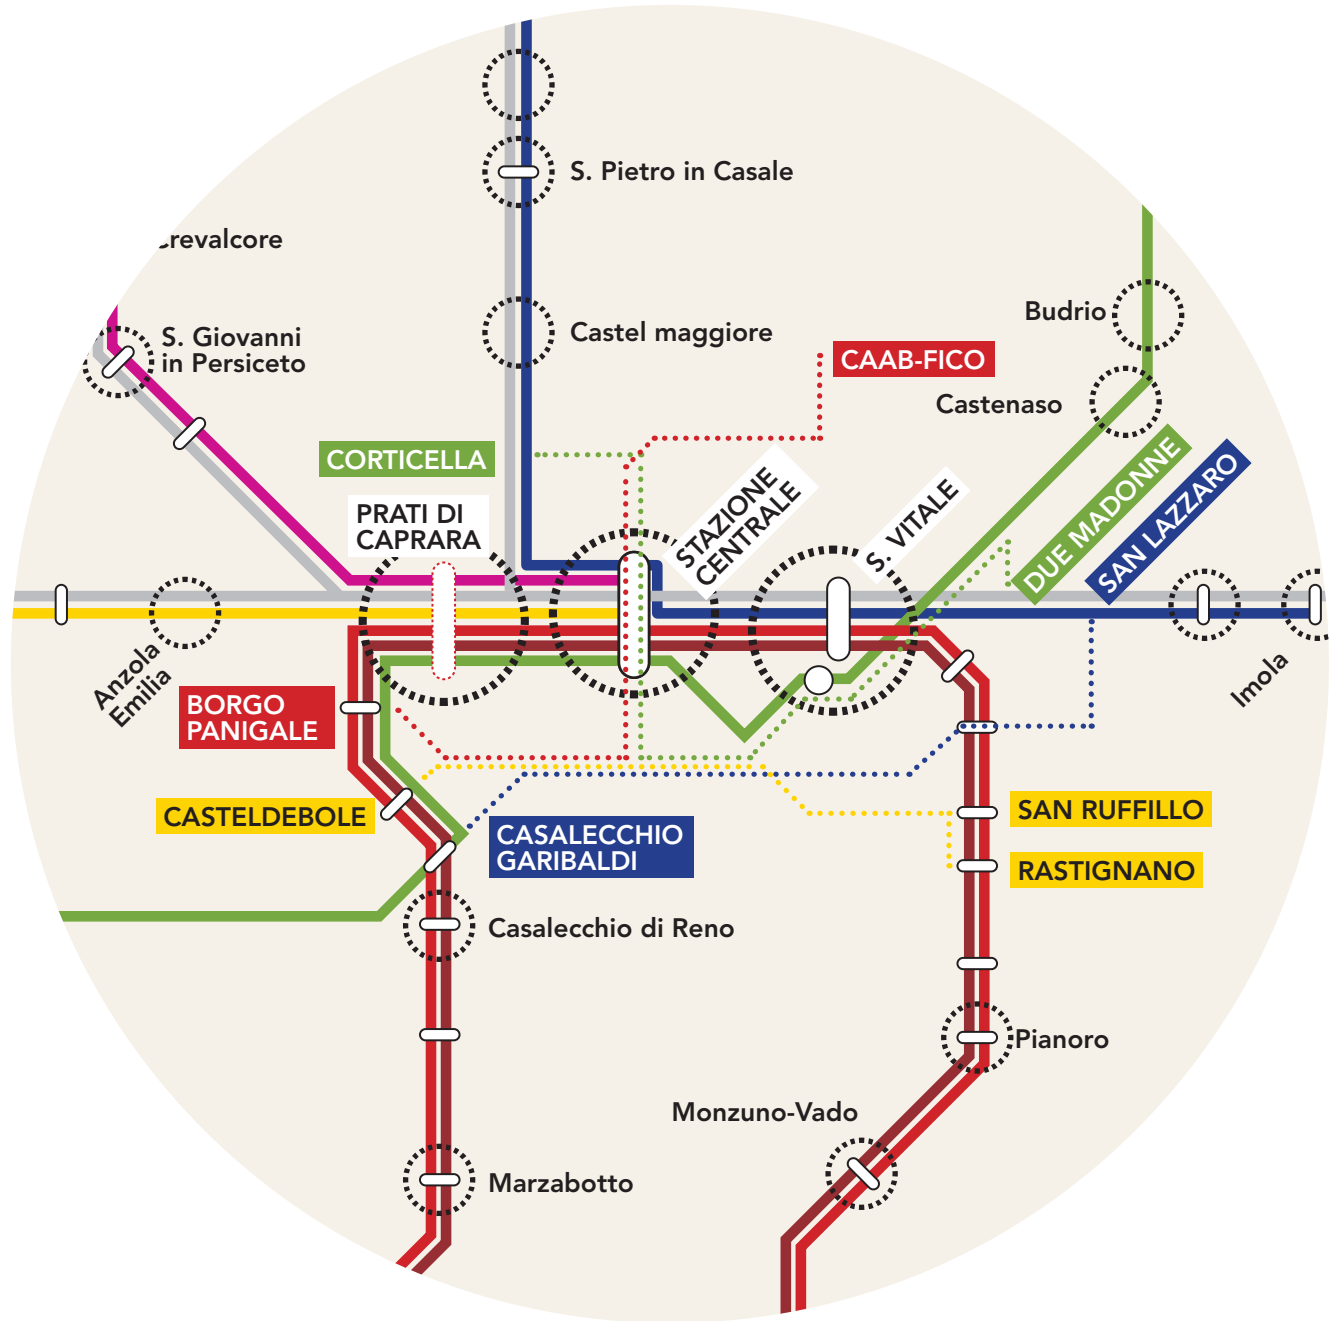 S. Pietro in Casale
Crevalcore
Budrio
S. Giovanni
in Persiceto
Castel maggiore
CAAB-FICO
Castenaso
CORTICELLA
PRATI DI
CAPRARA
STAZIONE
CENTRALE
S. VITALE
DUE MADONNE
SAN LAZZARO
Anzola
Emilia
Imola
BORGO
PANIGALE
CASTELDEBOLE
CASALECCHIO
GARIBALDI
SAN RUFFILLO
RASTIGNANO
Casalecchio di Reno
Pianoro
Monzuno-Vado
Marzabotto